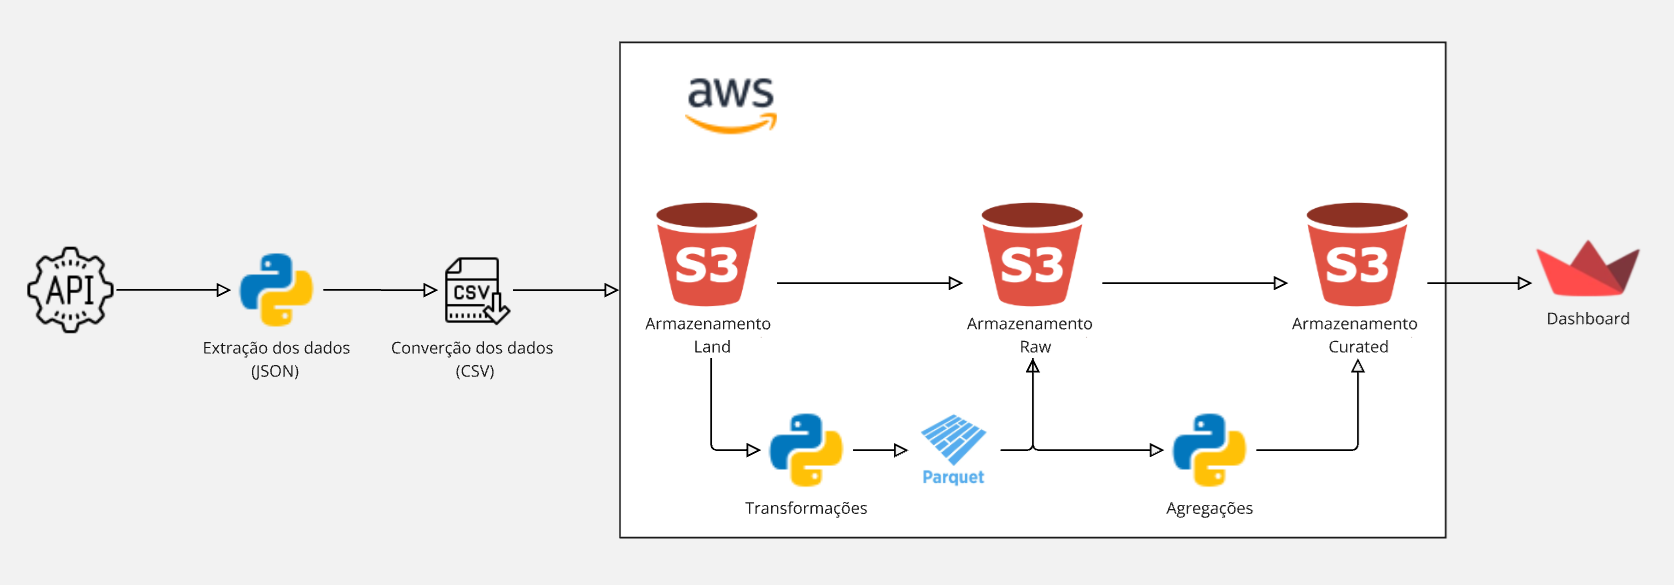 aws
API
Extração dos dados
(JSON)
CSV
Converção dos dados
(CSV)
S3
Armazenamento
Land
S3
Armazenamento
Raw
S3
Armazenamento
Curated
Dashboard
Transformações
Parquet
Agregações